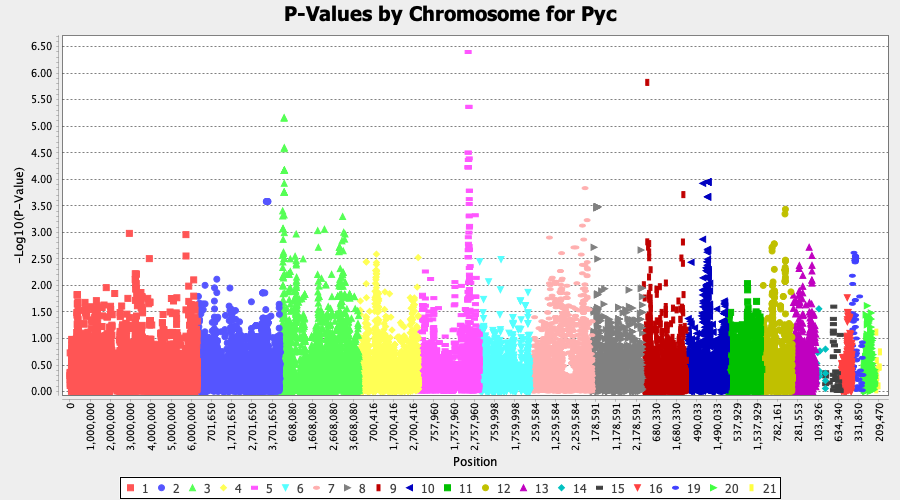 P-Values by Chromosome for Pyc
6.50
6.00
5.50
5.00
4.50
4.00
3.50
3.00
2.50
2.00
1.50
1.00
0.50
0.00
−Log10(P-Value)
0 1,000,000 2,000,000 3,000,000 4,000,000 5,000,000 6,000,000 701,650 1,701,650 2,701,650 3,701,650 608,080 1,608,080 2,608,080 3,608,080 700,416 1,700,416 2,700,416 757,960 1,757,960 2,757,960 759,998 1,759,998 259,584 1,259,584 2,259,584 178,591 1,178,591 2,178,591 680,330 1,680,330 490,033 1,490,033 537,929 1,537,929 782,161 281,553 103,926 634,340 331,850 209,470
Position
1 2 3 4 5 6 7 8 9 10 11 12 13 14 15 16 19 20 21